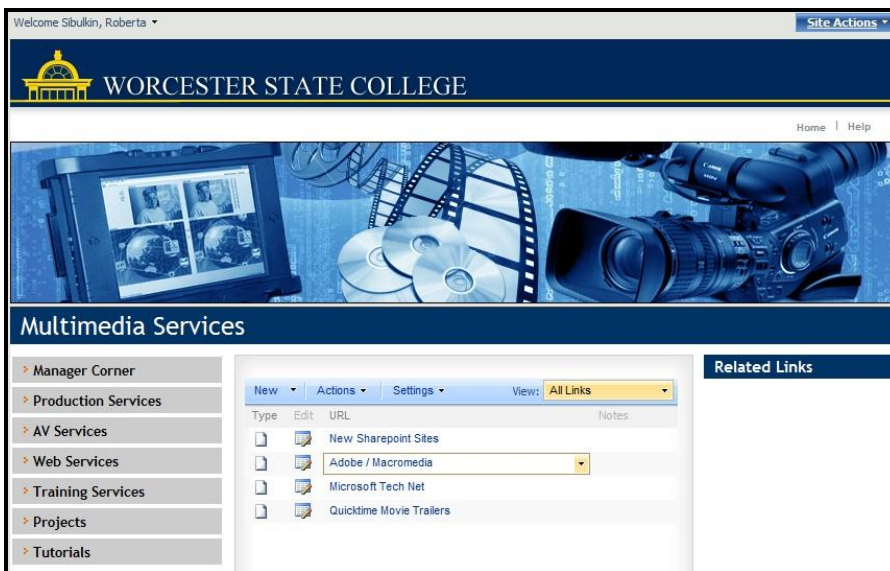 Welcome Sibulkin, Roberta
Site Actions
WORCESTER STATE COLLEGE
Home | Help
Canon
Multimedia Services
Manager Corner
Production Services
AV Services
Web Services
Training Services
Projects
Tutorials
New Actions Settings View: All Links
Type Edit URL Notes
New Sharepoint Sites
Adobe / Macromedia
Microsoft Tech Net
Quicktime Movie Trailers
Related Links